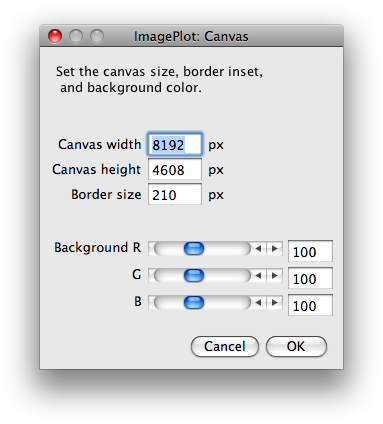 ImagePlot: Canvas
Set the canvas size, border inset,
and background color.
Canvas width 8192 px
Canvas height 4608 px
Border size 210 px
Background R 100
G 100
B 100
Cancel OK